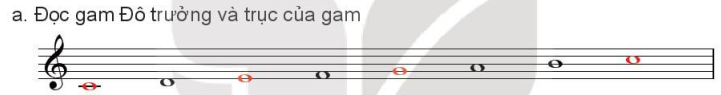 a. Đọc gam Đô trưởng và trục của gam